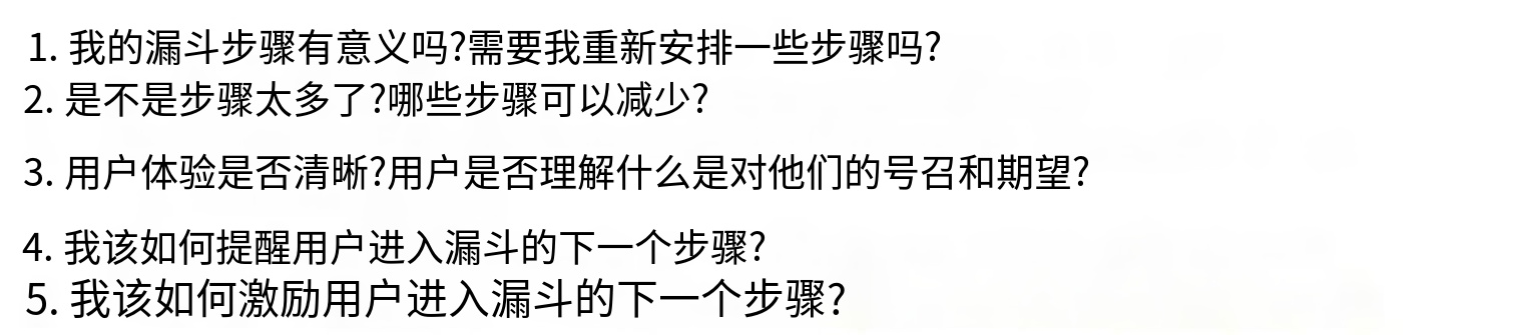 1. 我的漏斗步骤有意义吗?需要我重新安排一些步骤吗?
2. 是不是步骤太多了?哪些步骤可以减少?
3. 用户体验是否清晰?用户是否理解什么是对他们的号召和期望?
4. 我该如何提醒用户进入漏斗的下一个步骤?
5. 我该如何激励用户进入漏斗的下一个步骤?